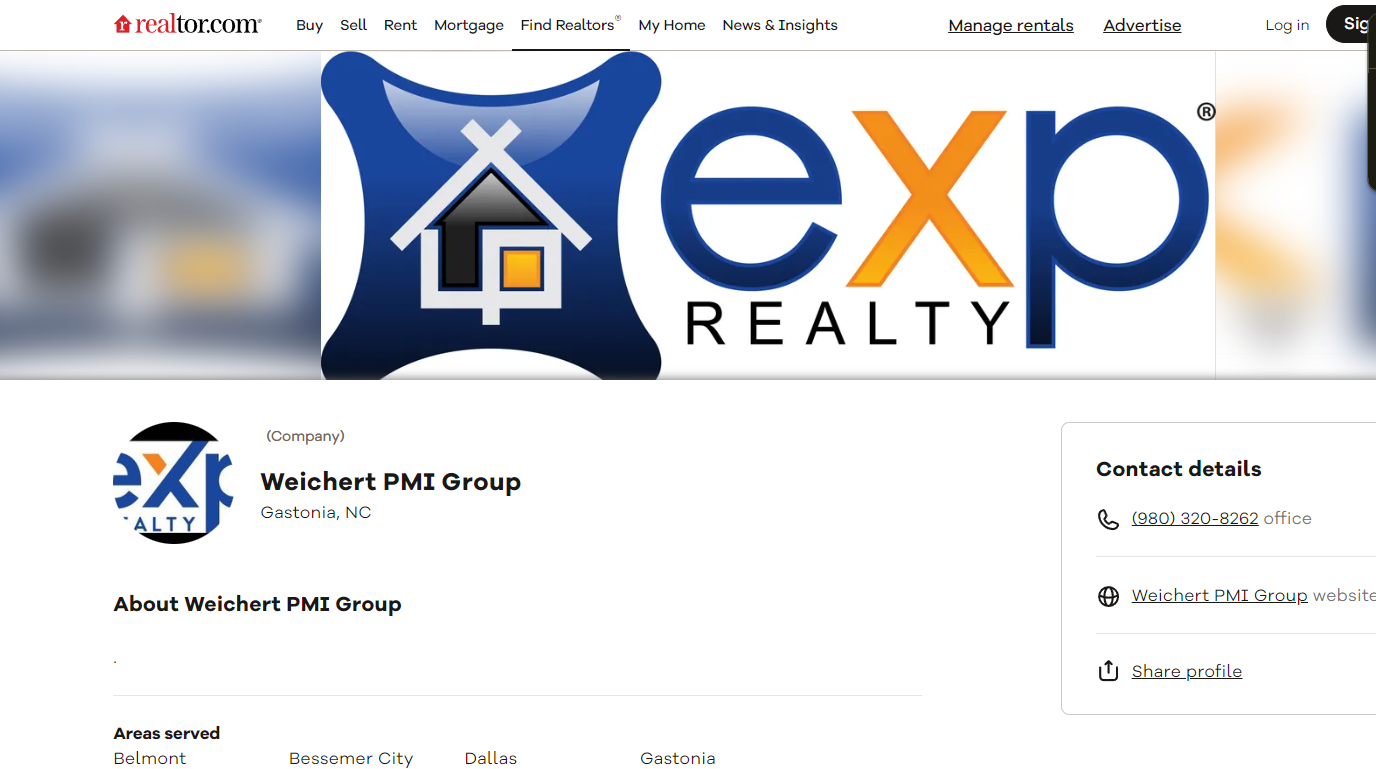 realtor.com® Buy Sell Rent Mortgage Find Realtors® My Home News & Insights Manage rentals Advertise Log in
exp®
REALTY
(Company)
Weichert PMI Group
Gastonia, NC
exp
ALTY
Contact details
(980) 320-8262 office
Weichert PMI Group website
Share profile
About Weichert PMI Group
.
Areas served
Belmont Bessemer City Dallas Gastonia